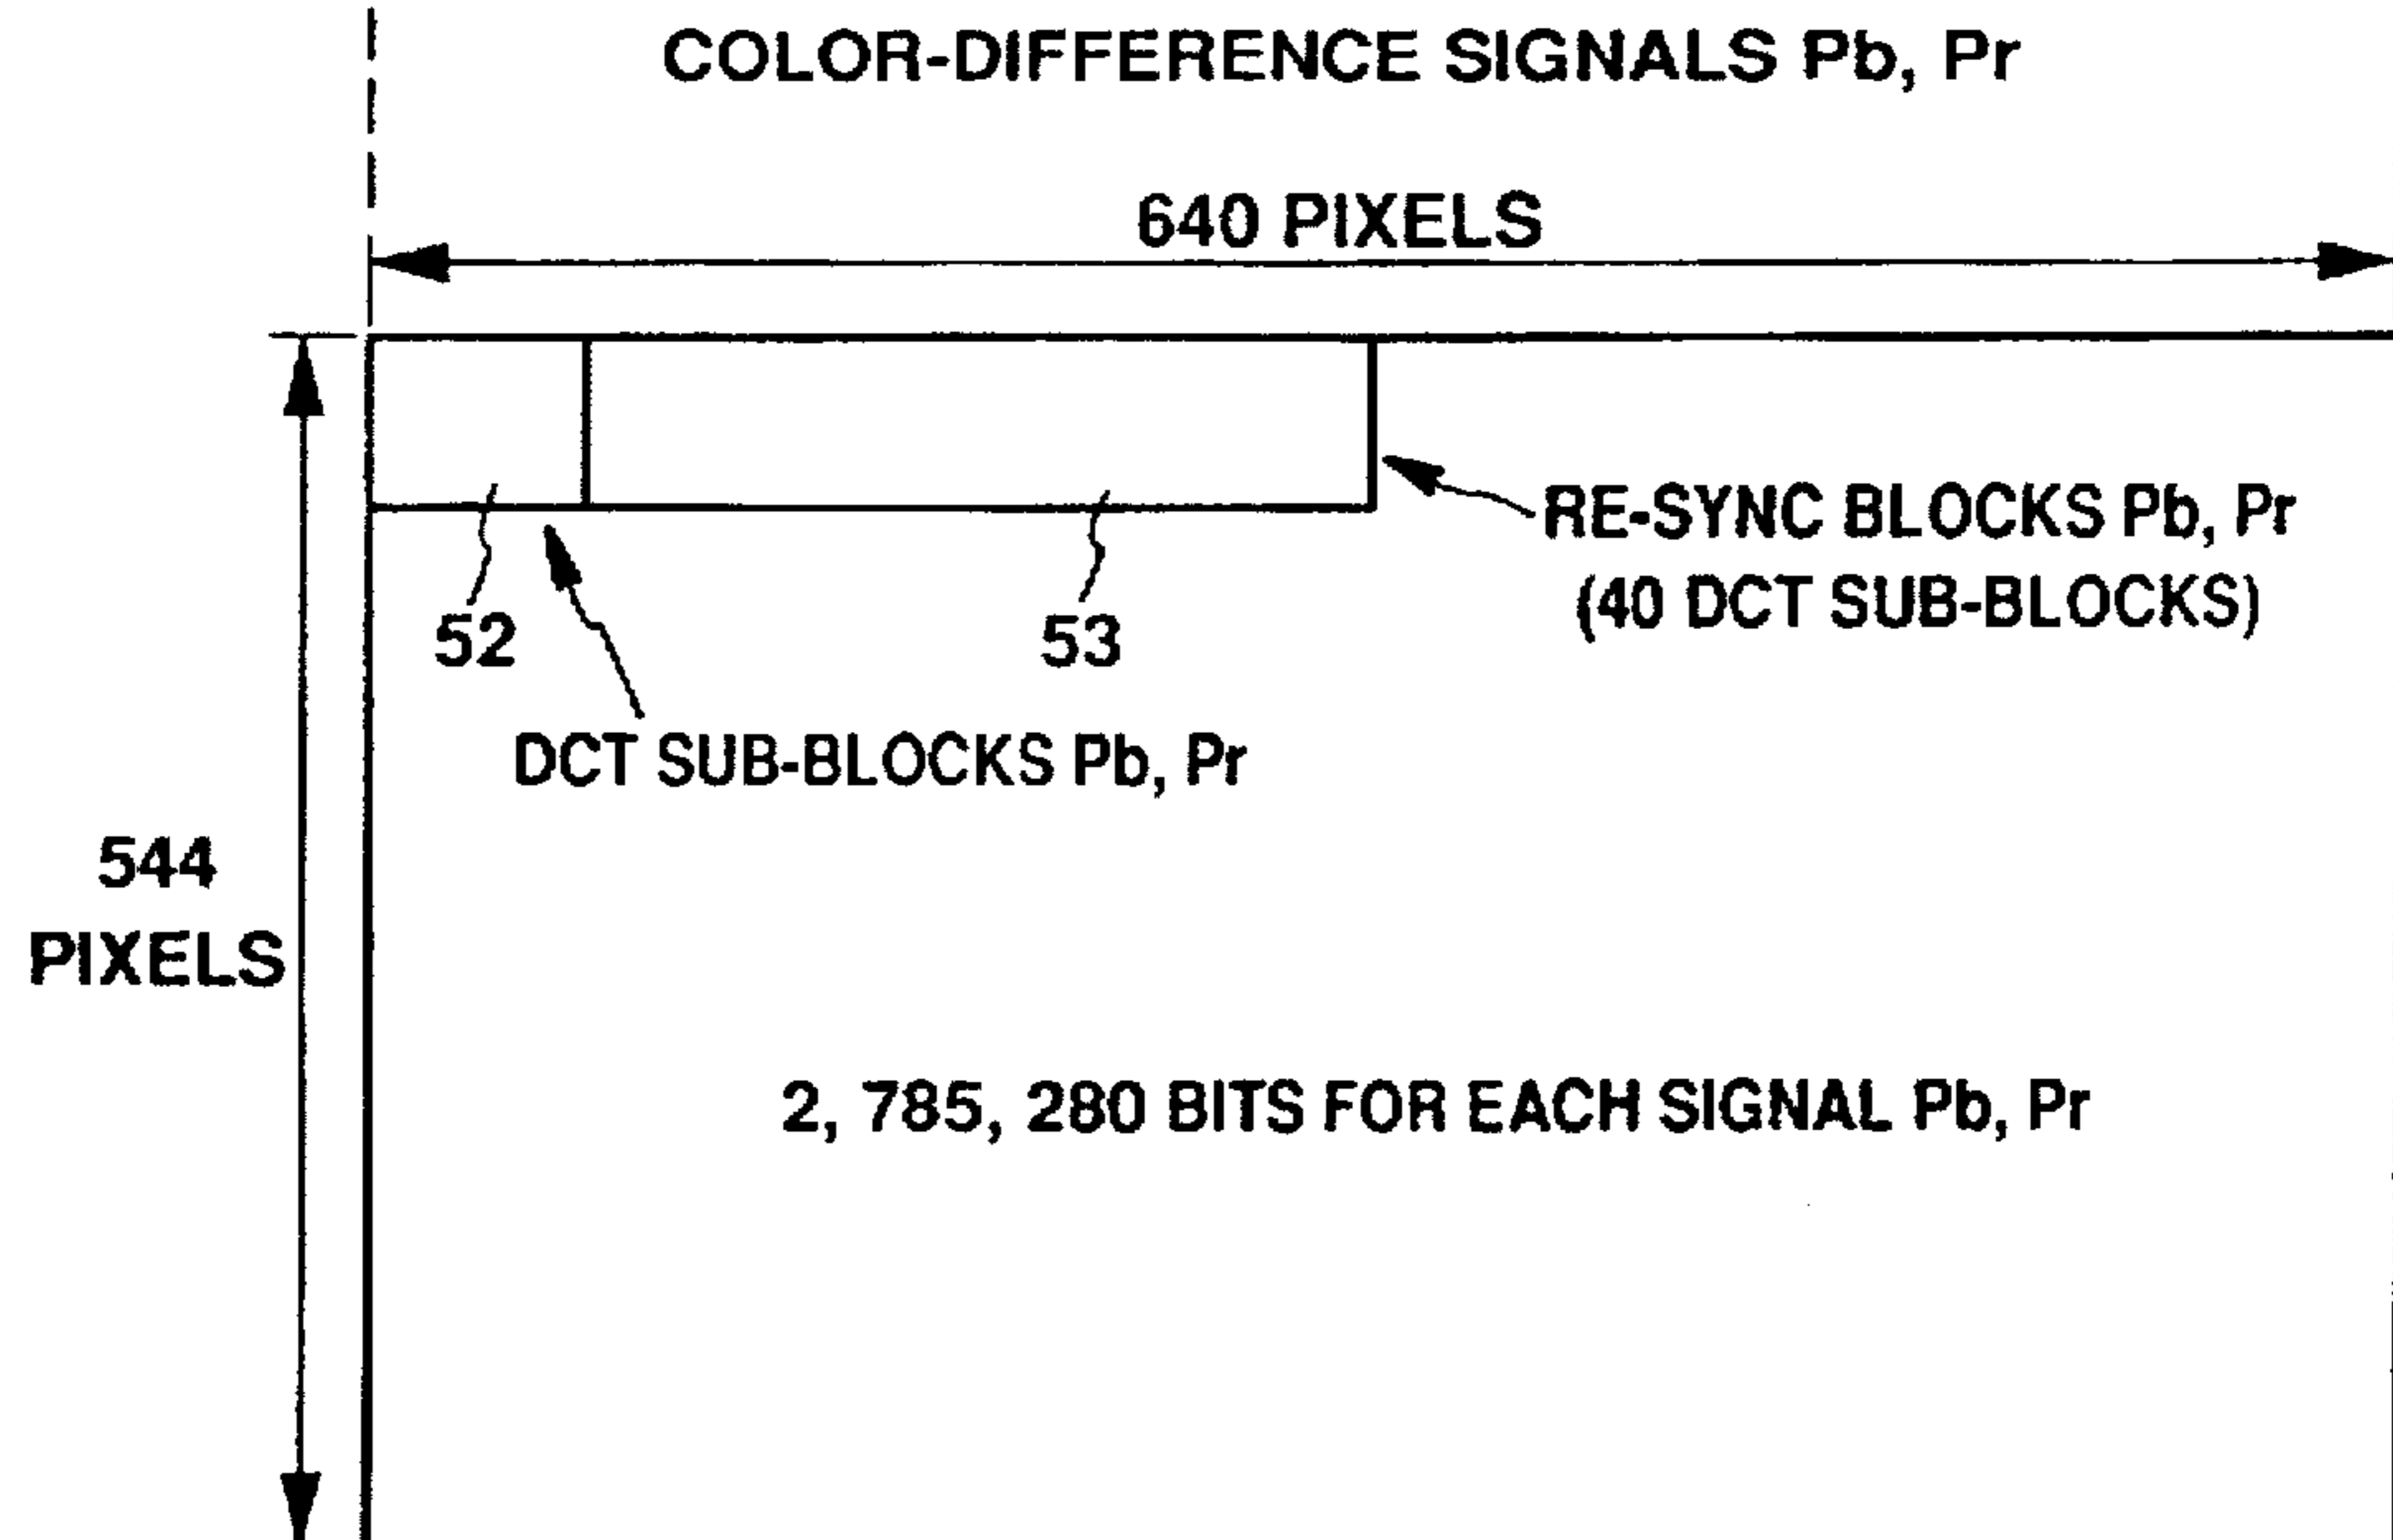 COLOR-DIFFERENCE SIGNALS Pb, Pr
640 PIXELS
RE-SYNC BLOCKS Pb, Pr
(40 DCT SUB-BLOCKS)
52
53
DCT SUB-BLOCKS Pb, Pr
544
PIXELS
2, 785, 280 BITS FOR EACH SIGNAL Pb, Pr